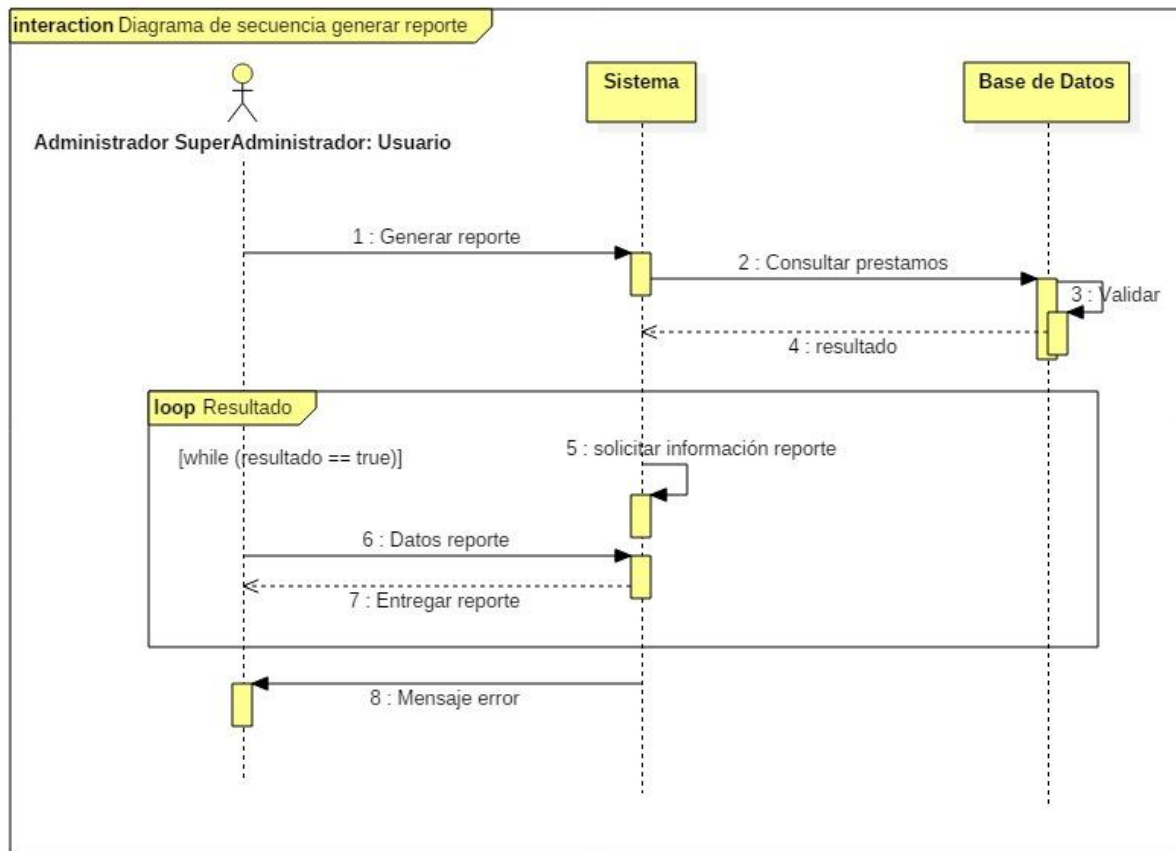 interaction Diagrama de secuencia generar reporte
Sistema
Base de Datos
Administrador SuperAdministrador: Usuario
1 : Generar reporte
2 : Consultar prestamos
3 : Validar
4 : resultado
loop Resultado
[while (resultado == true)]
5 : solicitar información reporte
6 : Datos reporte
7 : Entregar reporte
8 : Mensaje error